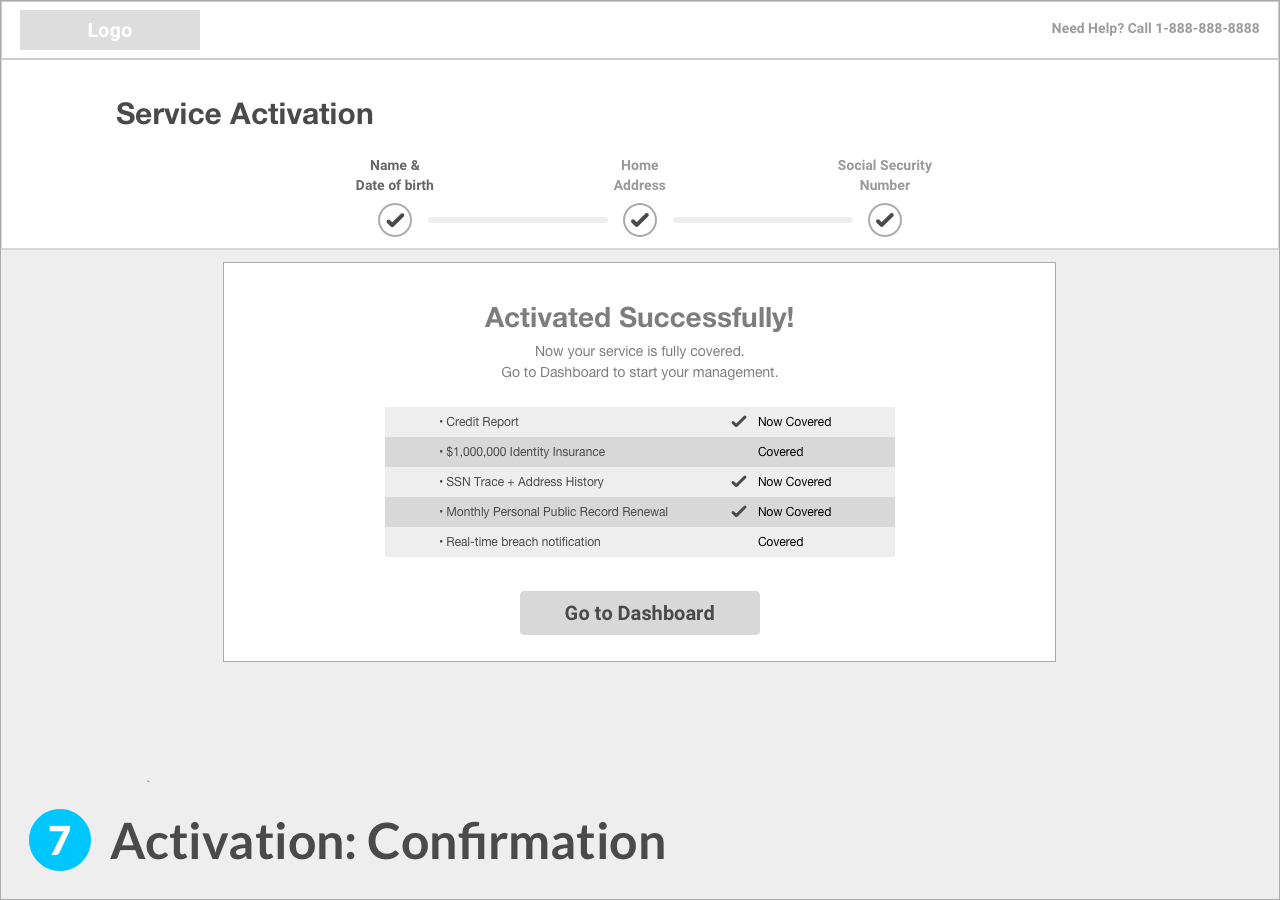 Logo
Need Help? Call 1-888-888-8888
Service Activation
Name &
Date of birth
Home
Address
Social Security
Number
Activated Successfully!
Now your service is fully covered.
Go to Dashboard to start your management.
• Credit Report Now Covered
• $1,000,000 Identity Insurance Covered
• SSN Trace + Address History Now Covered
• Monthly Personal Public Record Renewal Now Covered
• Real-time breach notification Covered
Go to Dashboard
7 Activation: Confirmation